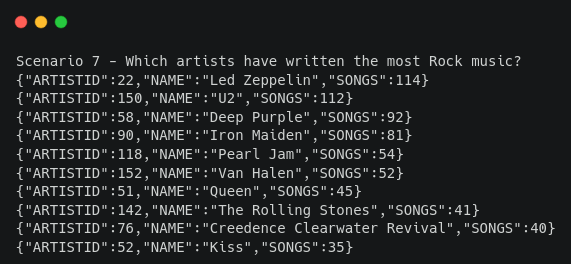 Scenario 7 - Which artists have written the most Rock music?
{"ARTISTID":22,"NAME":"Led Zeppelin","SONGS":114}
{"ARTISTID":150,"NAME":"U2","SONGS":112}
{"ARTISTID":58,"NAME":"Deep Purple","SONGS":92}
{"ARTISTID":90,"NAME":"Iron Maiden","SONGS":81}
{"ARTISTID":118,"NAME":"Pearl Jam","SONGS":54}
{"ARTISTID":152,"NAME":"Van Halen","SONGS":52}
{"ARTISTID":51,"NAME":"Queen","SONGS":45}
{"ARTISTID":142,"NAME":"The Rolling Stones","SONGS":41}
{"ARTISTID":76,"NAME":"Creedence Clearwater Revival","SONGS":40}
{"ARTISTID":52,"NAME":"Kiss","SONGS":35}